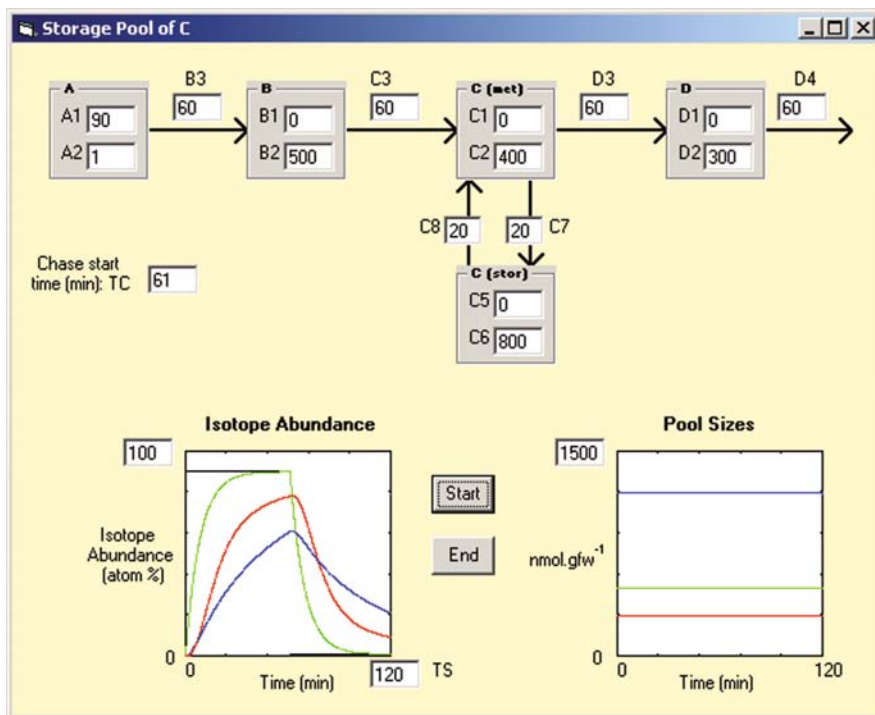 Storage Pool of C
B3
60
C3
60
D3
60
D4
60
A
A1 90
A2 1
B
B1 0
B2 500
C (met)
C1 0
C2 400
D
D1 0
D2 300
C8 20
20 C7
Chase start
time (min): TC 61
C (stor)
C5 0
C6 800
Isotope Abundance
100
Isotope
Abundance
(atom %)
0
0
Time (min)
120 TS
Start
End
Pool Sizes
1500
nmol.gfw-1
0
0
120
Time (min)